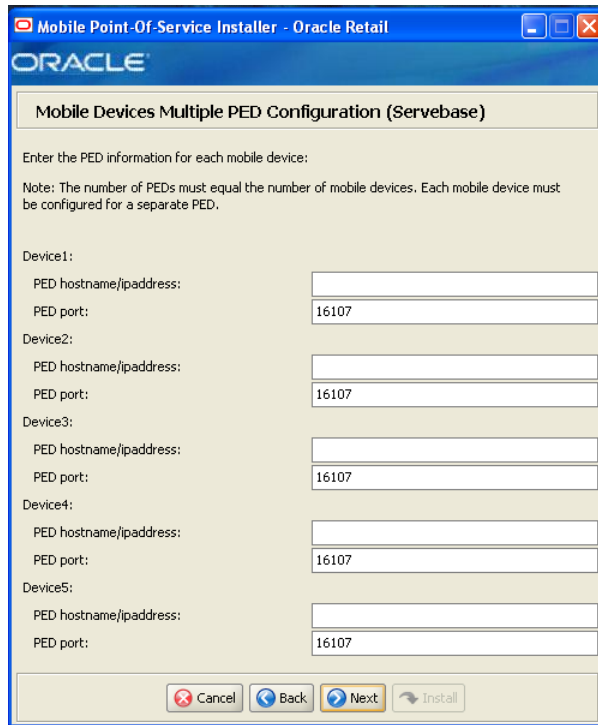 Mobile Point-Of-Service Installer - Oracle Retail
ORACLE
Mobile Devices Multiple PED Configuration (Servebase)
Enter the PED information for each mobile device:
Note: The number of PEDs must equal the number of mobile devices. Each mobile device must
be configured for a separate PED.
Device1:
PED hostname/ipaddress:
PED port: 16107
Device2:
PED hostname/ipaddress:
PED port: 16107
Device3:
PED hostname/ipaddress:
PED port: 16107
Device4:
PED hostname/ipaddress:
PED port: 16107
Device5:
PED hostname/ipaddress:
PED port: 16107
Cancel Back Next Install